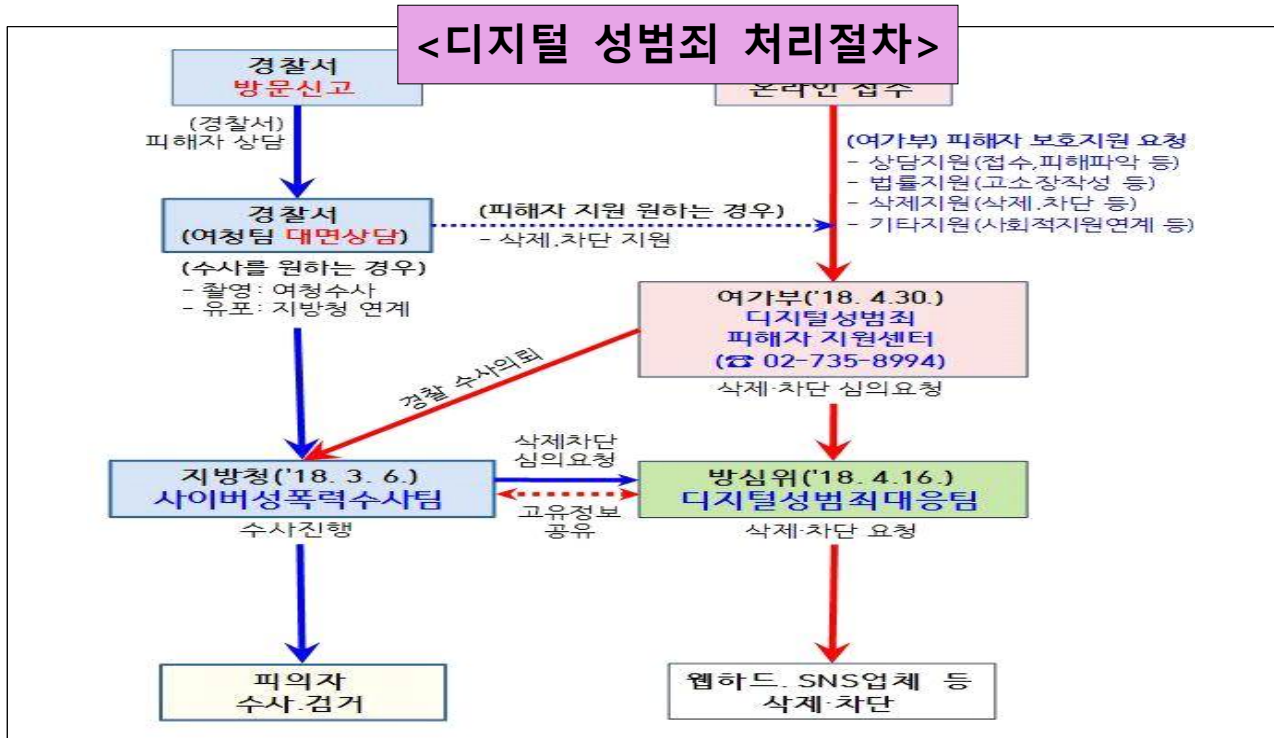 <디지털 성범죄 처리절차>
경찰서
방문신고
온라인 접수
(경찰서)
피해자 상담
(여가부) 피해자 보호지원 요청
- 상담지원(접수,피해파악 등)
- 법률지원(고소장작성 등)
- 삭제지원(삭제.차단 등)
- 기타지원(사회적지원연계 등)
경찰서
(여청팀 대면상담)
(피해자 지원 원하는 경우)
- 삭제.차단 지원
(수사를 원하는 경우)
- 촬영: 여청수사
- 유포: 지방청 연계
여가부('18. 4.30.)
디지털성범죄
피해자 지원센터
(☎ 02-735-8994)
삭제·차단 심의요청
경찰 수사의뢰
지방청('18. 3. 6.)
사이버성폭력수사팀
수사진행
삭제차단
심의요청
고유정보
공유
방심위('18. 4.16.)
디지털성범죄대응팀
삭제·차단 요청
피의자
수사.검거
웹하드. SNS업체 등
삭제·차단